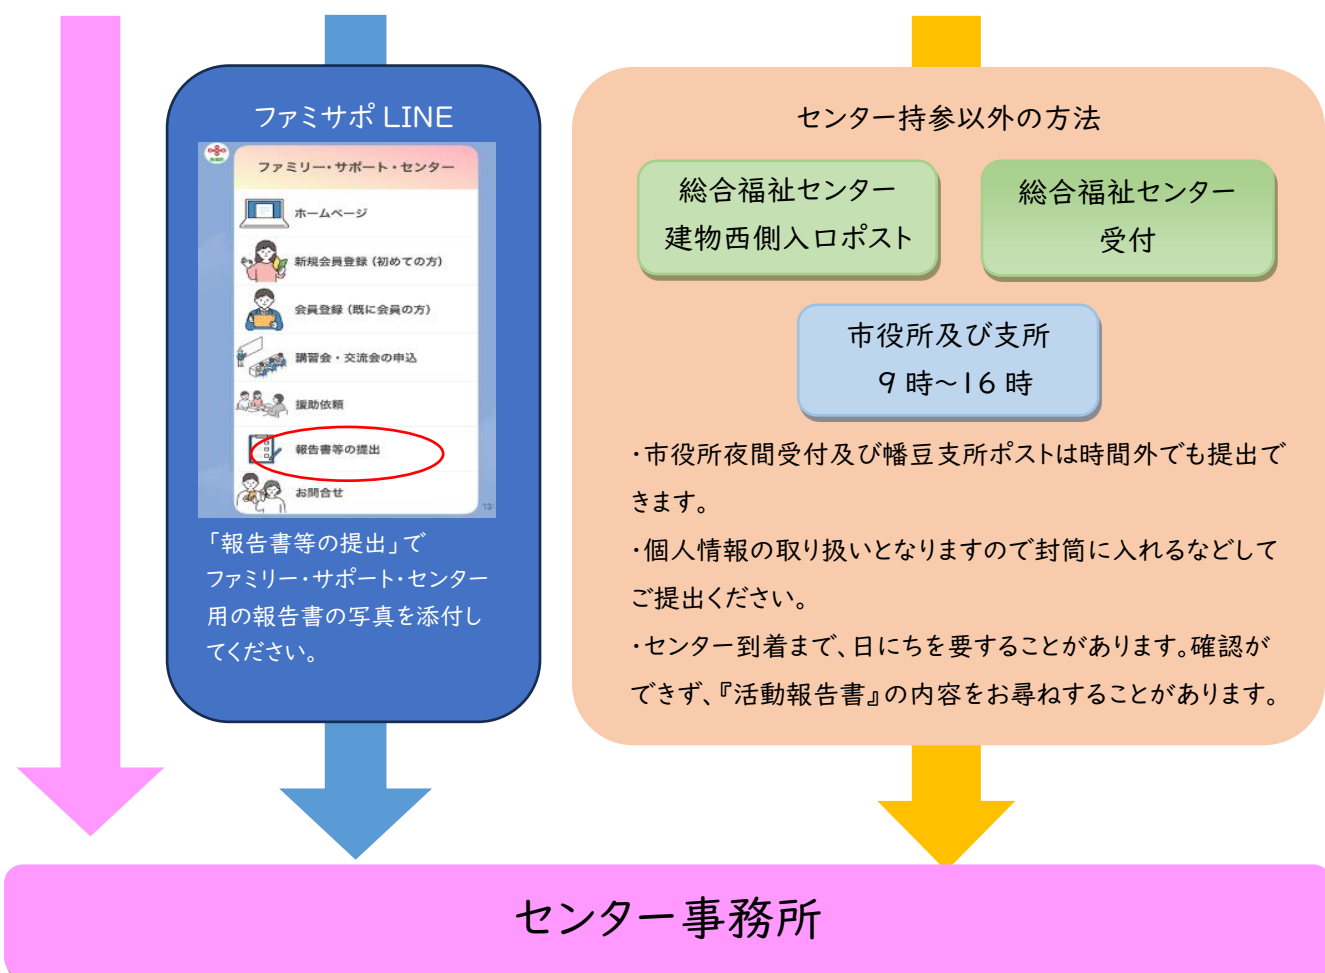 ファミサポ LINE
ファミリー・サポート・センター
ホームページ
新規会員登録（初めての方）
会員登録（既に会員の方）
講習会・交流会の申込
援助依頼
報告書等の提出
お問合せ
「報告書等の提出」で
ファミリー・サポート・センター
用の報告書の写真を添付し
てください。
センター持参以外の方法
総合福祉センター
建物西側入口ポスト
総合福祉センター
受付
市役所及び支所
9時～16時
・市役所夜間受付及び幡豆支所ポストは時間外でも提出で
きます。
・個人情報の取り扱いとなりますので封筒に入れるなどして
ご提出ください。
・センター到着まで、日にちを要することがあります。確認が
できず、『活動報告書』の内容をお尋ねすることがあります。
センター事務所